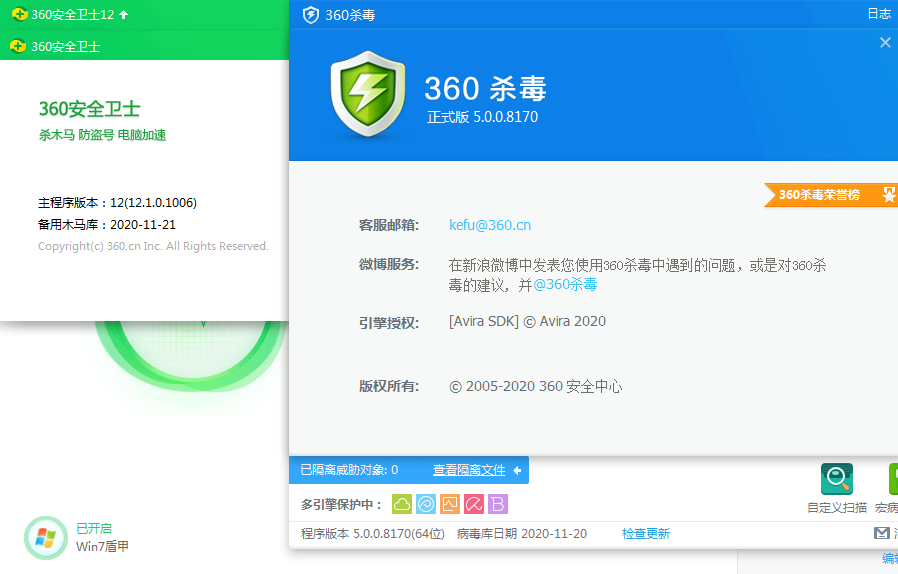 360安全卫士12
360安全卫士
360安全卫士
杀木马 防盗号 电脑加速
主程序版本：12(12.1.0.1006)
备用木马库：2020-11-21
Copyright(c) 360.cn Inc. All Rights Reserved.
已开启
Win7盾甲
360杀毒
日志
360 杀毒
正式版 5.0.0.8170
360杀毒荣誉榜
客服邮箱: kefu@360.cn
微博服务: 在新浪微博中发表您使用360杀毒中遇到的问题，或是对360杀
毒的建议，并@360杀毒
引擎授权: [Avira SDK] © Avira 2020
版权所有: © 2005-2020 360 安全中心
已隔离威胁对象: 0 查看隔离文件
多引擎保护中：
自定义扫描 宏病
程序版本 5.0.0.8170(64位) 病毒库日期 2020-11-20 检查更新
编辑